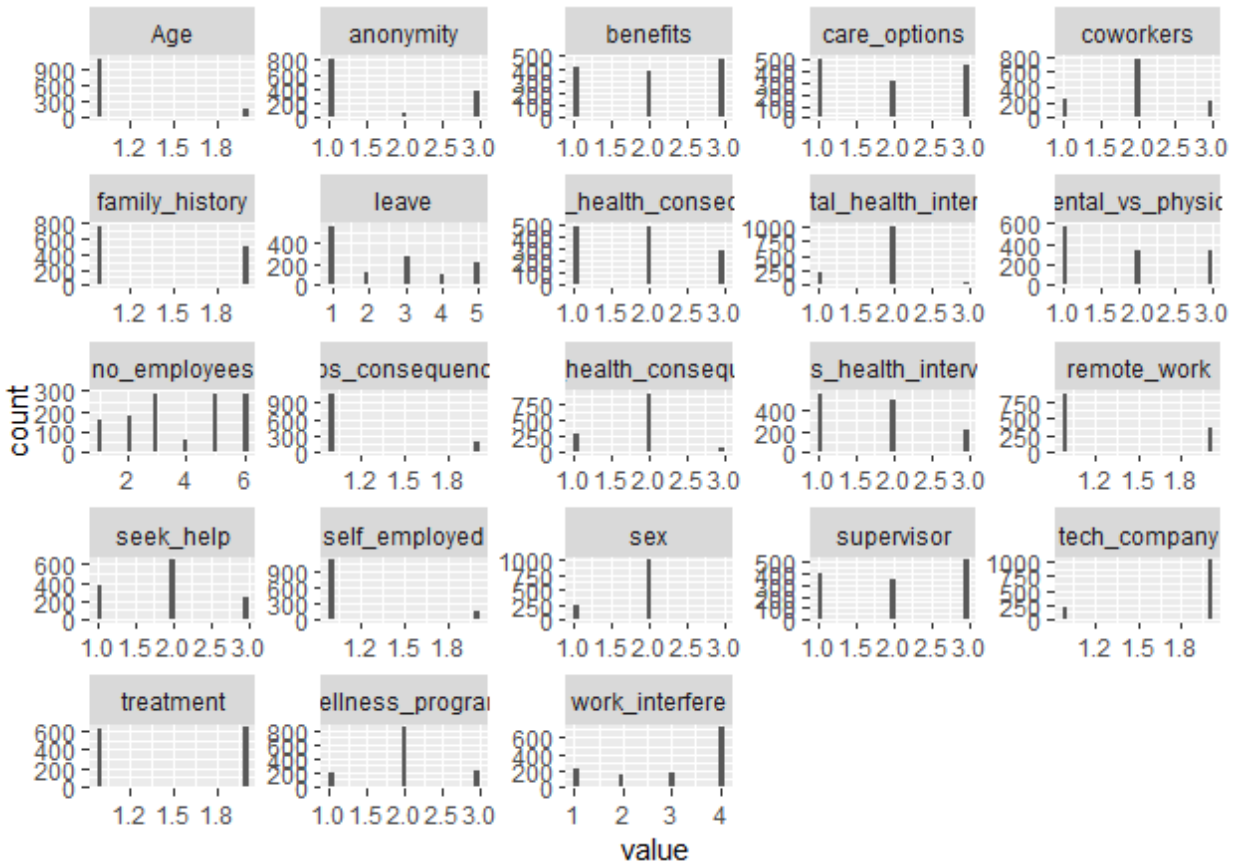 Age anonymity benefits care_options coworkers
900 800 500 500 800
600 600 400 400 600
300 400 300 300 400
0 200 200 200 200
0 100 100 0
0 0
1.2 1.5 1.8 1.0 1.5 2.0 2.5 3.0 1.0 1.5 2.0 2.5 3.0 1.0 1.5 2.0 2.5 3.0 1.0 1.5 2.0 2.5 3.0
family_history leave _health_conseq tal_health_inter ental_vs_physic
800 400 500 1000 600
600 200 400 750 400
400 0 300 500 200
200 200 250 0
0 100 0
0
1.2 1.5 1.8 1 2 3 4 5 1.0 1.5 2.0 2.5 3.0 1.0 1.5 2.0 2.5 3.0 1.0 1.5 2.0 2.5 3.0
no_employees os_consequenc health_consequ s_health_interv remote_work
300 900 750 400 750
200 600 500 200 500
100 300 250 0 250
0 0 0 0
2 4 6 1.2 1.5 1.8 1.0 1.5 2.0 2.5 3.0 1.0 1.5 2.0 2.5 3.0 1.2 1.5 1.8
seek_help self_employed sex supervisor tech_company
600 900 1000 500 1000
400 600 750 400 750
200 300 500 300 500
0 0 250 200 250
0 100 0
0
1.0 1.5 2.0 2.5 3.0 1.2 1.5 1.8 1.0 1.5 2.0 2.5 3.0 1.0 1.5 2.0 2.5 3.0 1.2 1.5 1.8
treatment ellness_program work_interfere
600 800 600
400 600 400
200 400 200
0 200 0
0
1.2 1.5 1.8 1.0 1.5 2.0 2.5 3.0 1 2 3 4
count
value